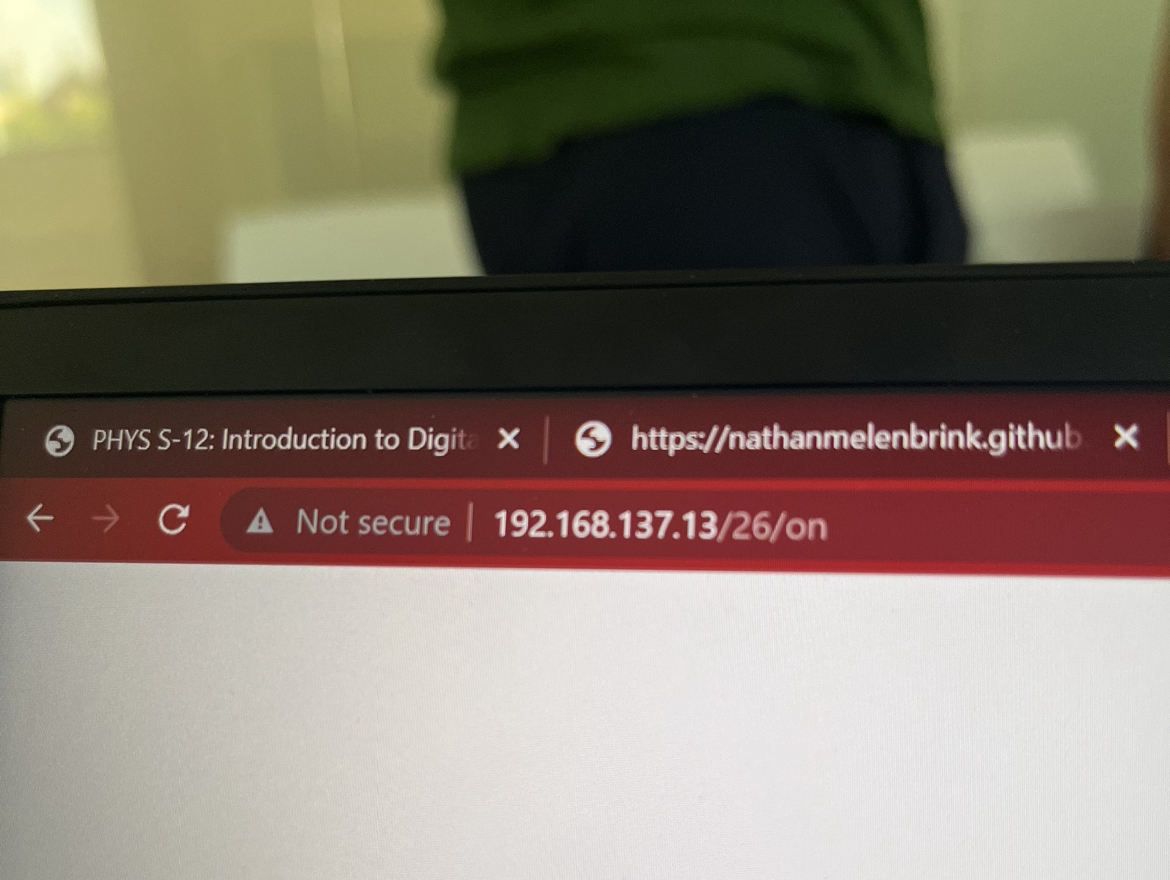 PHYS S-12: Introduction to Digita
https://nathanmelenbrink.github
Not secure
192.168.137.13/26/on